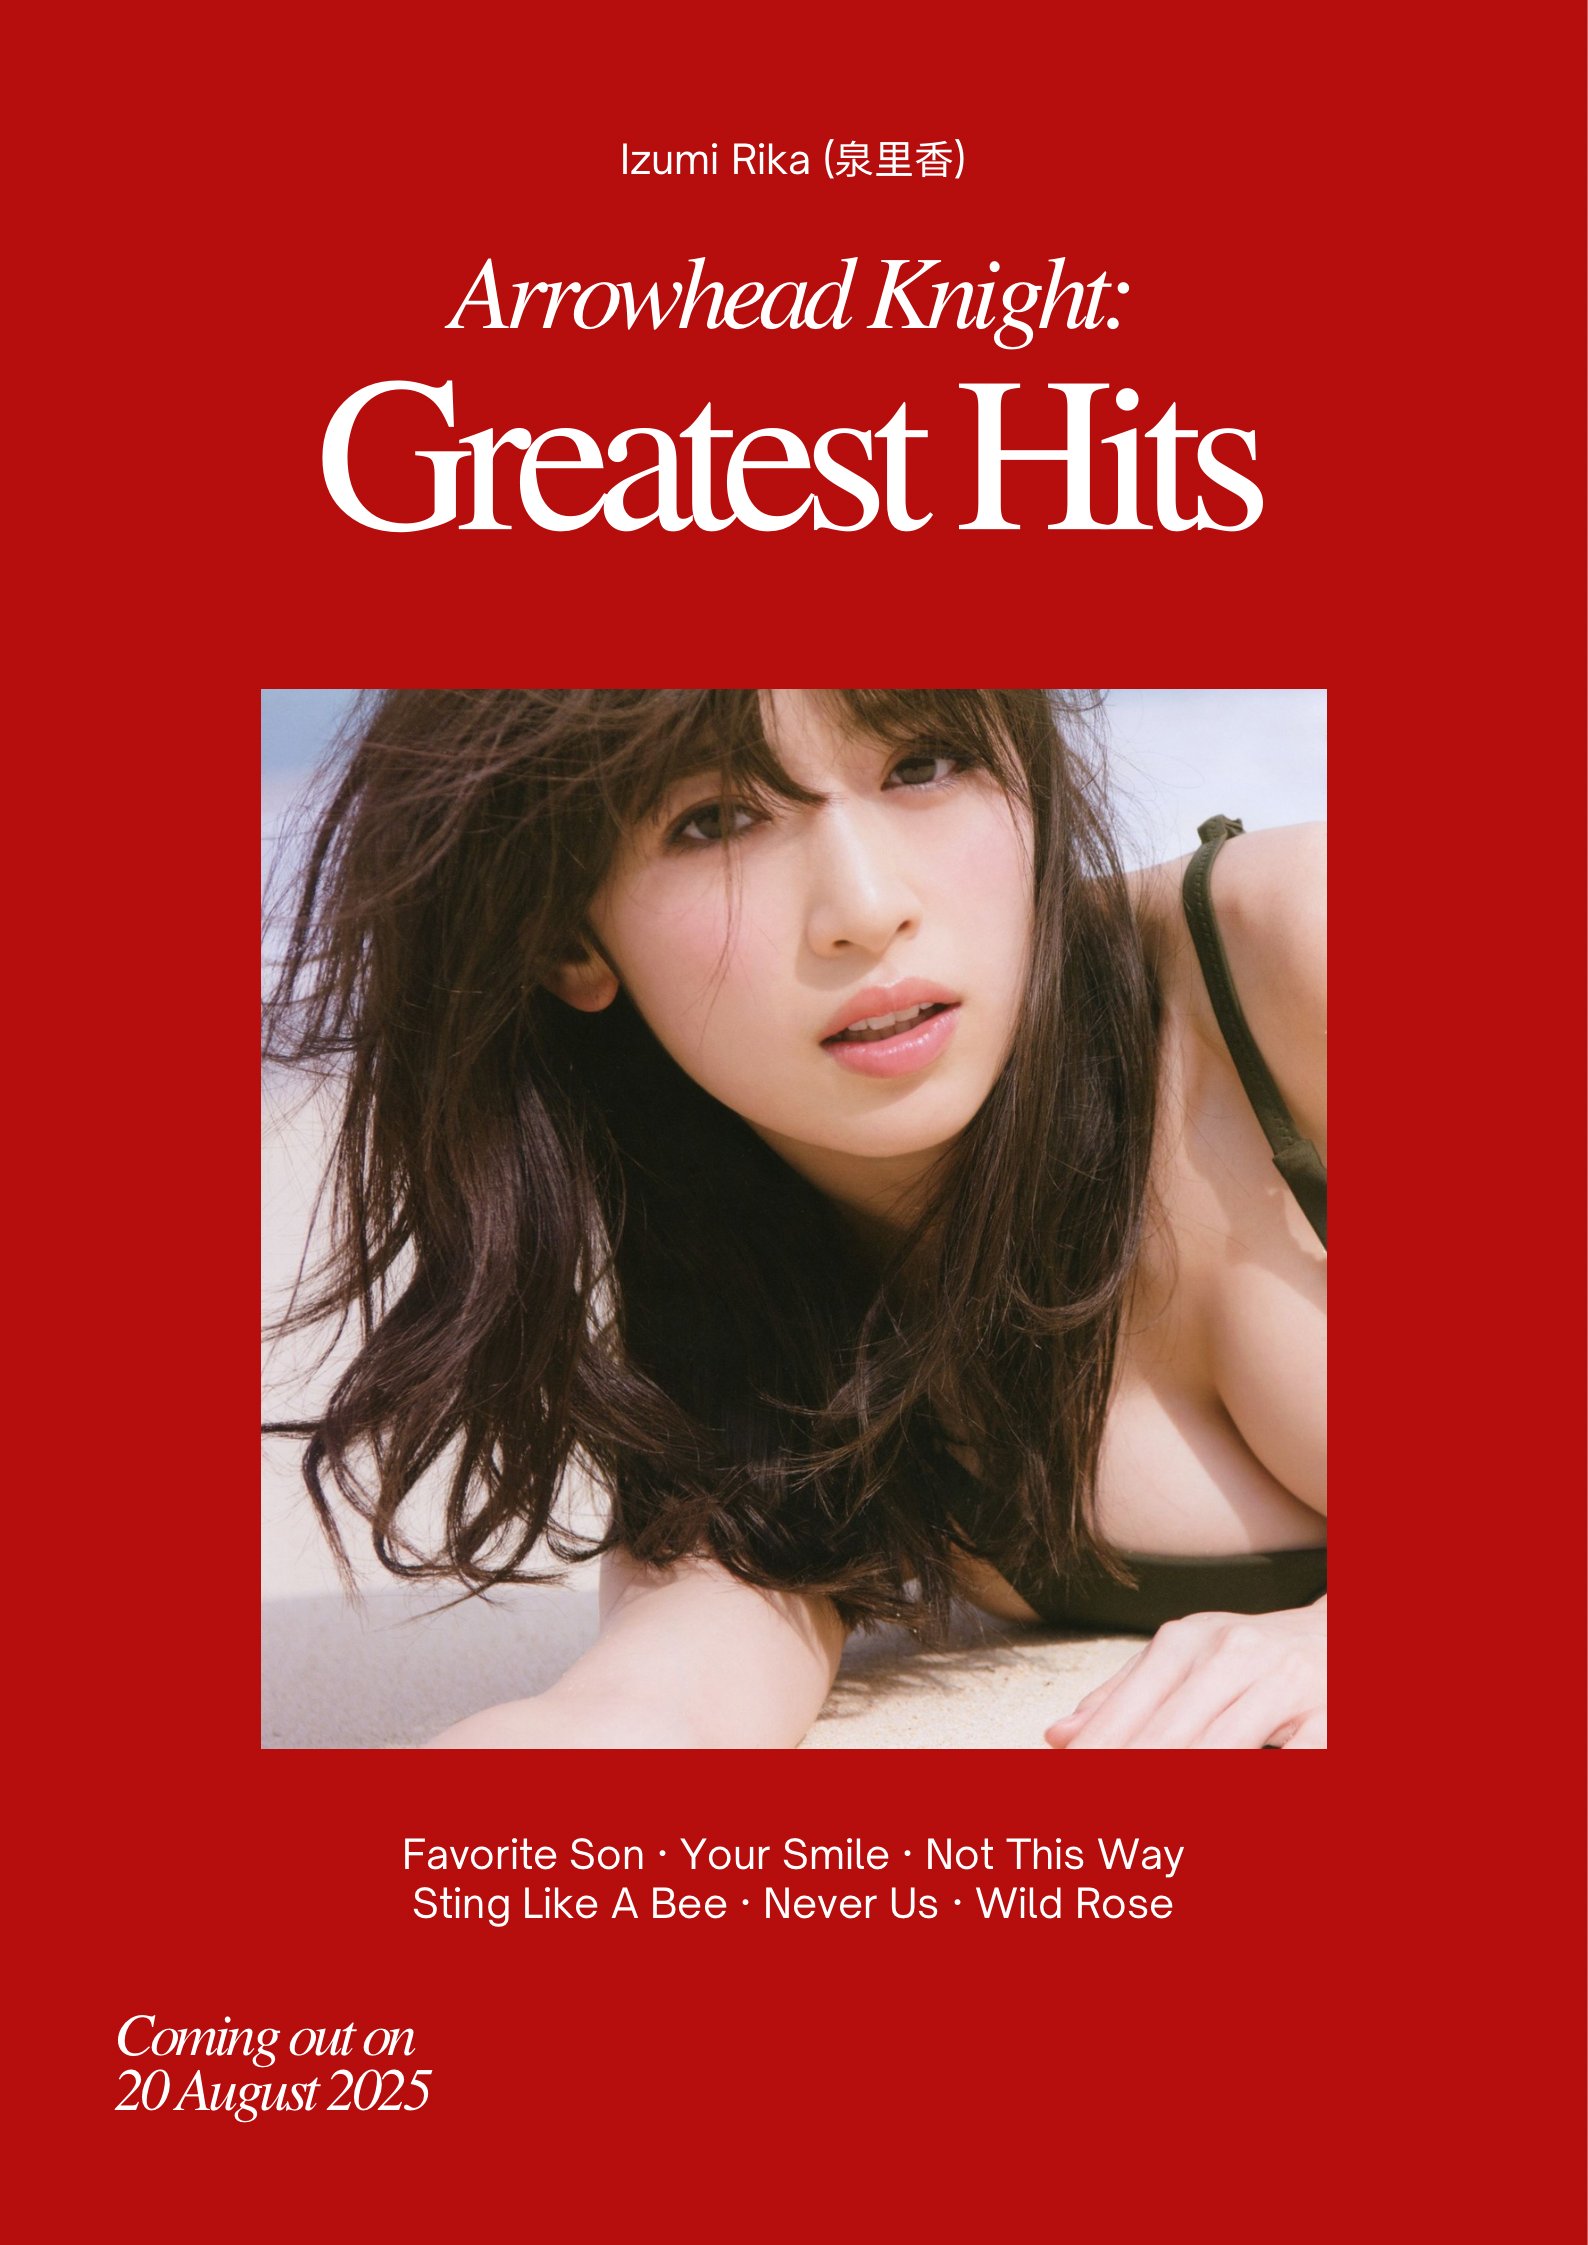 Izumi Rika (泉里香)
Arrowhead Knight:
Greatest Hits
Favorite Son · Your Smile · Not This Way
Sting Like A Bee · Never Us · Wild Rose
Coming out on
20 August 2025